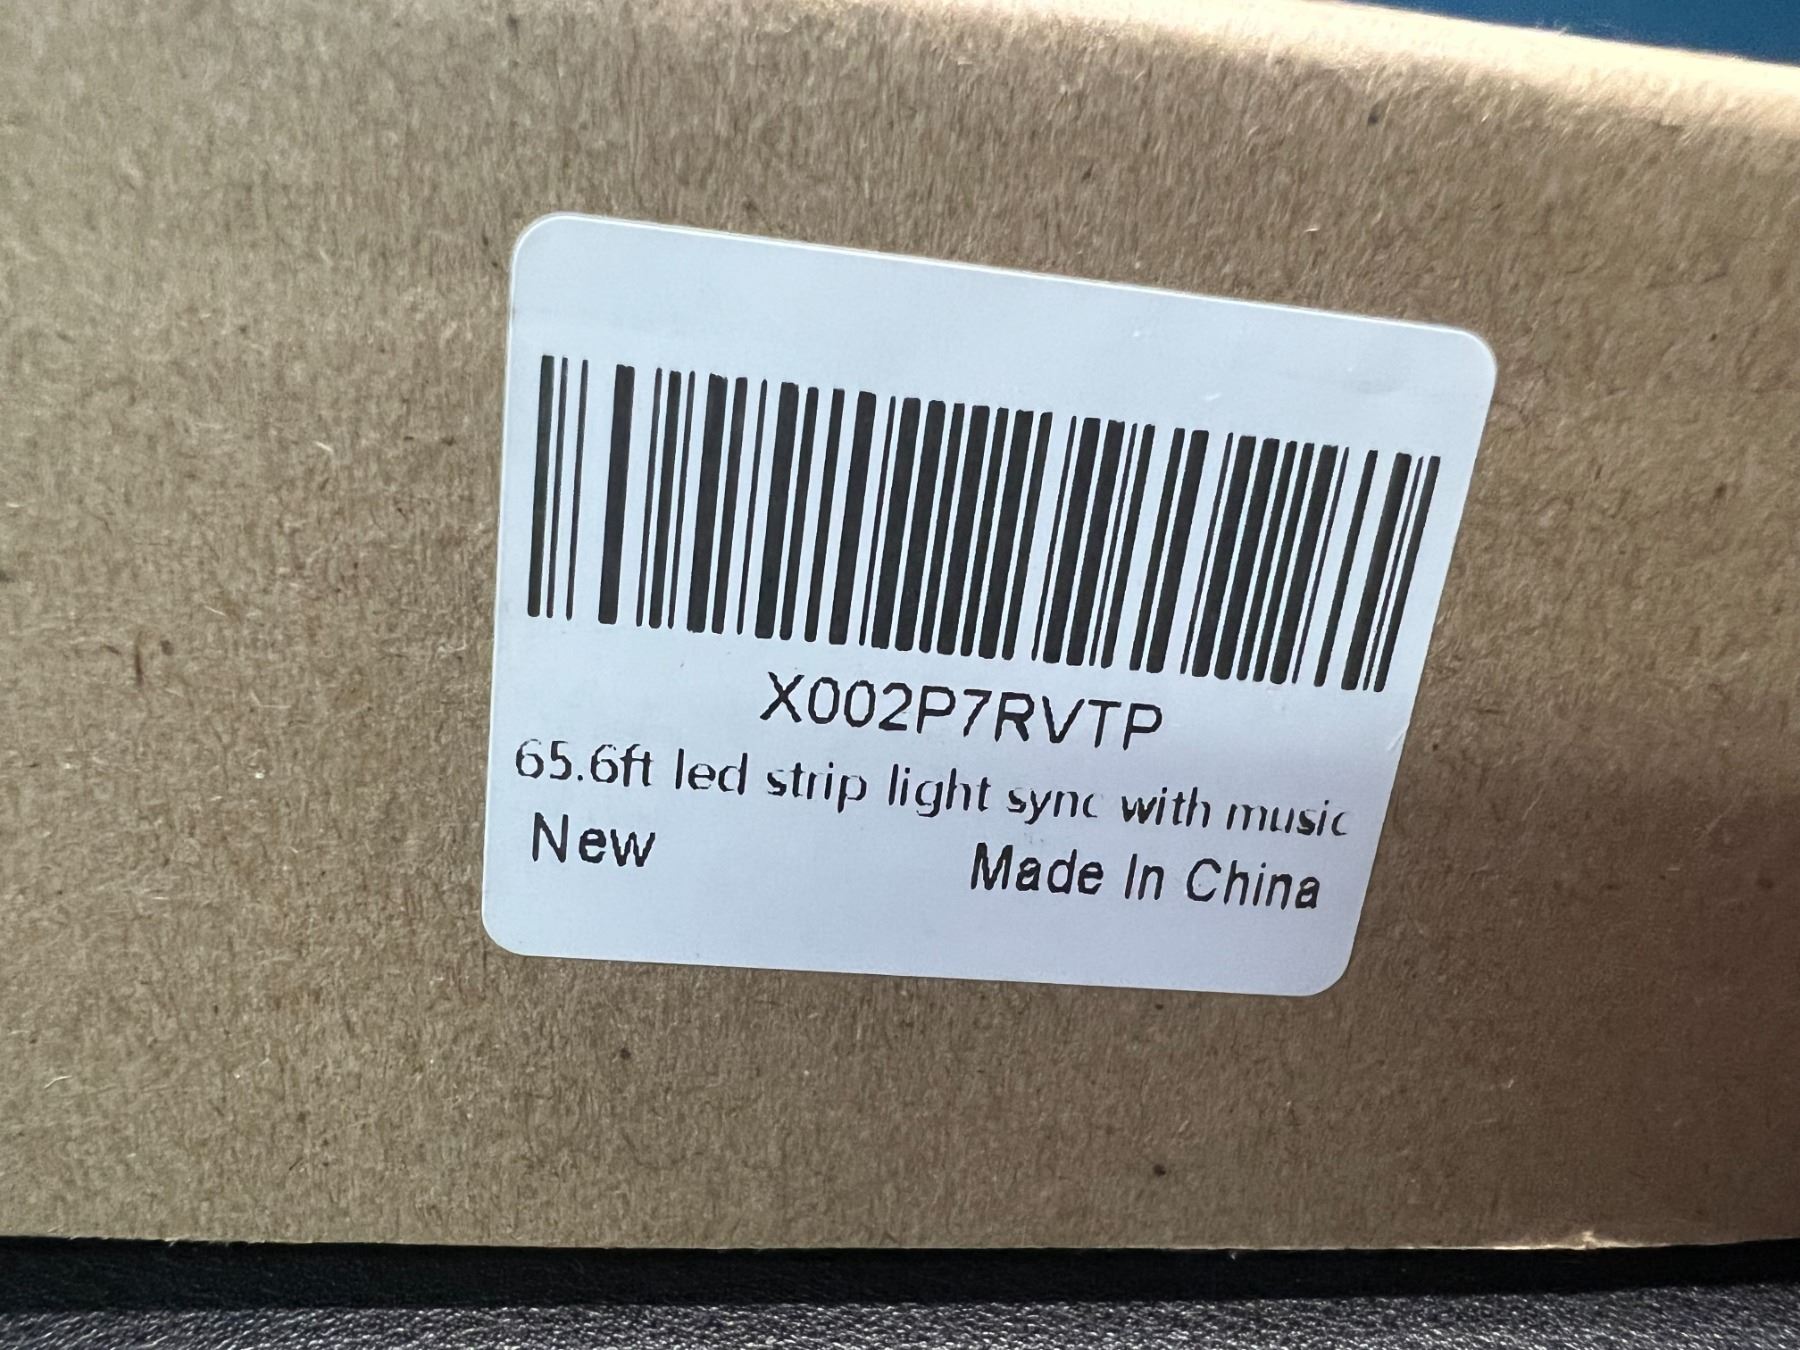 X002P7RVTP
65.6ft led strip light sync with music
New Made In China